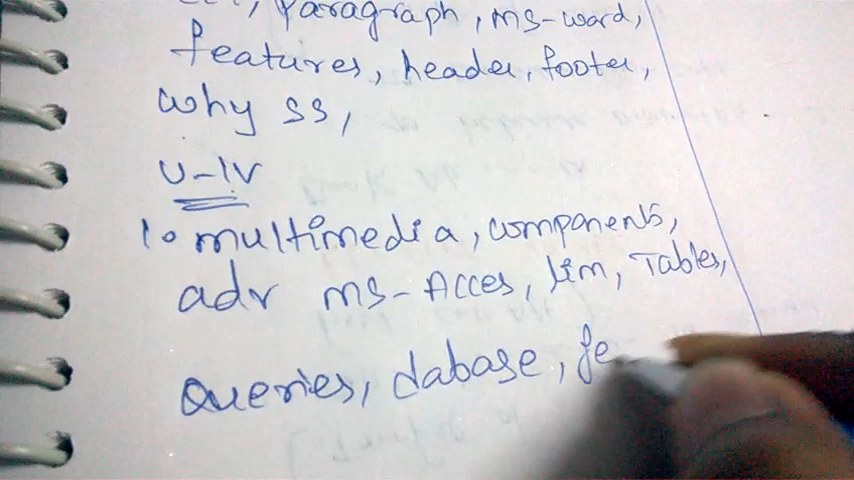 , Paragraph, ms-word,
features, header, footer,
why SS,
U-IV
1. multimedia, components,
adv ms-Acces, lim, Tables,
Queries, dabase, fe